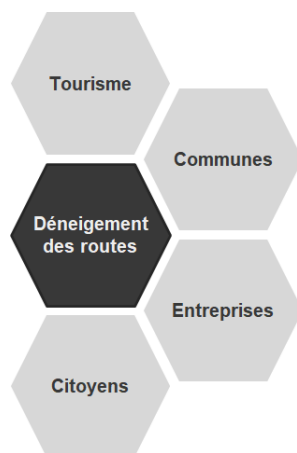 Tourisme
Communes
Déneigement
des routes
Entreprises
Citoyens